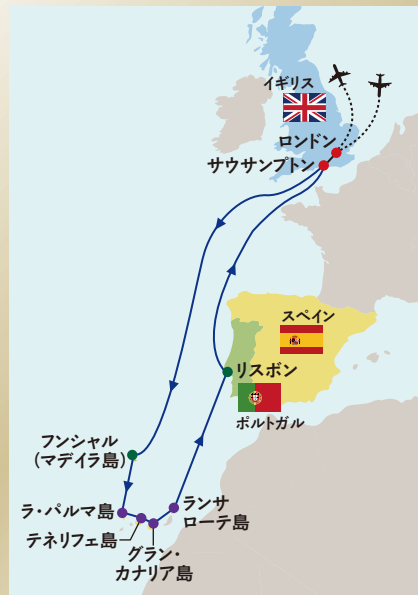 イギリス
ロンドン
サウサンプトン
スペイン
リスボン
ポルトガル
フンシャル
(マデイラ島)
ラ・パルマ島
テネリフェ島
グラン・
カナリア島
ランサ
ローテ島